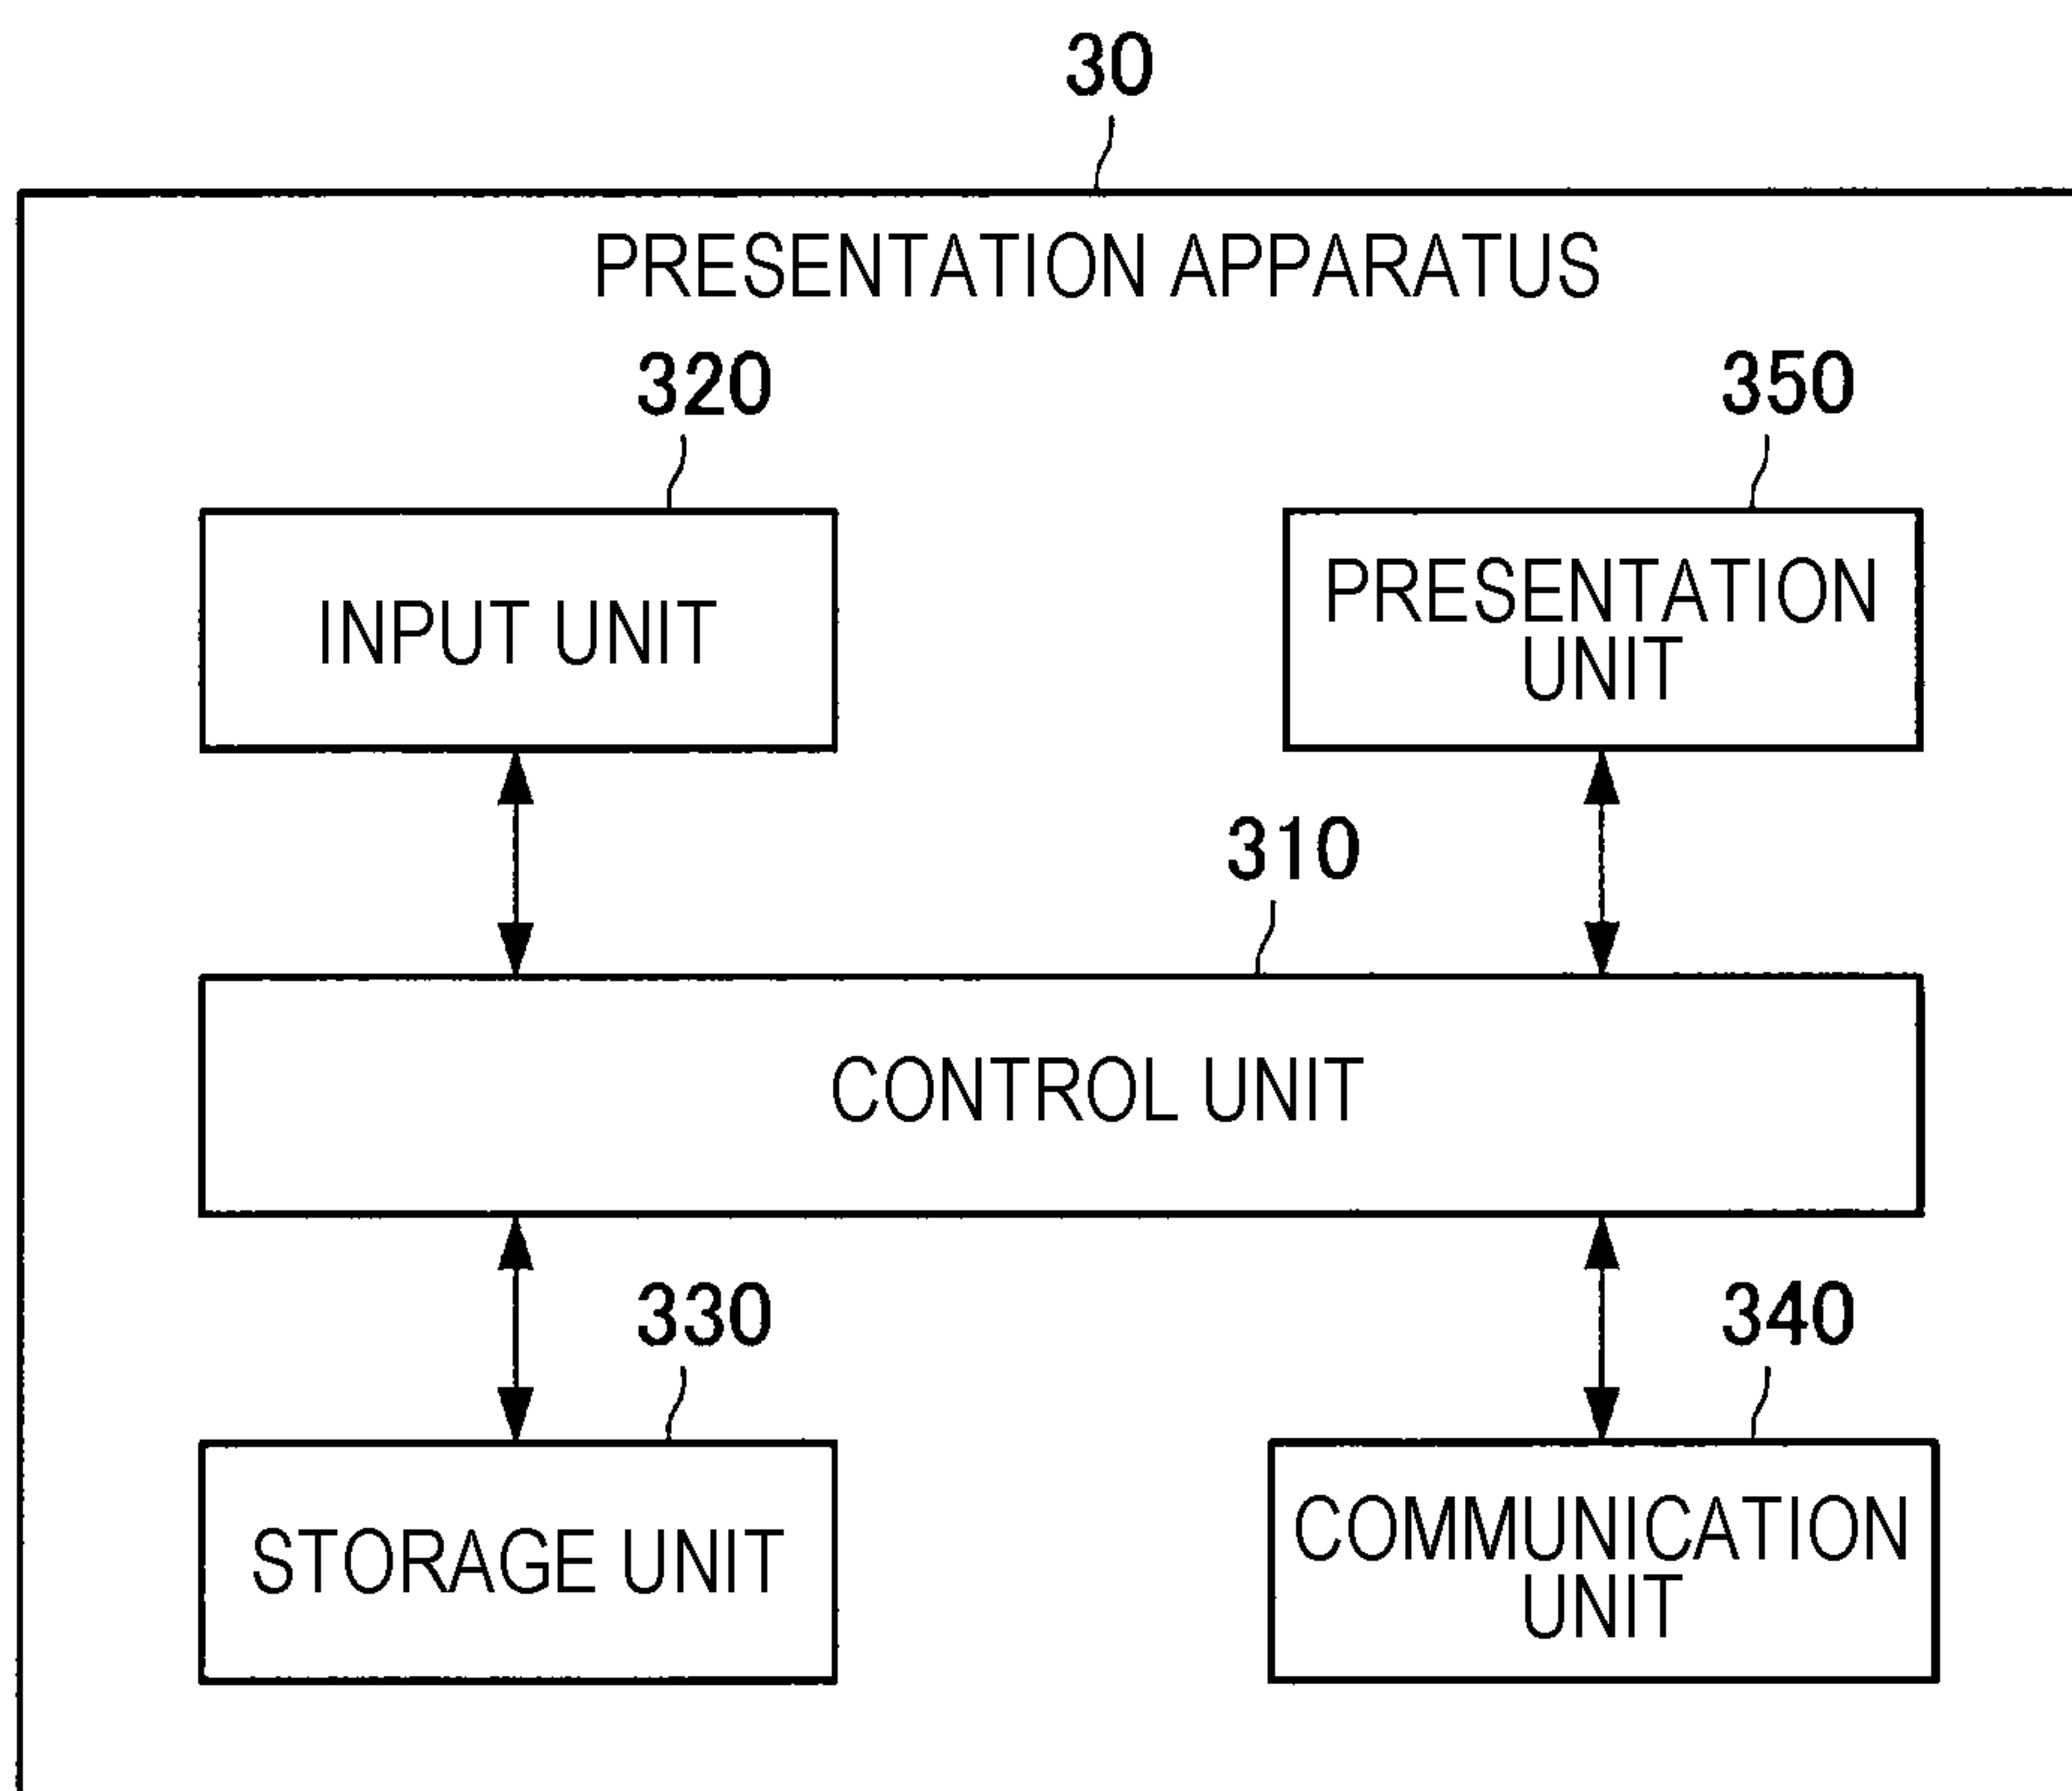 30
PRESENTATION APPARATUS
320
350
INPUT UNIT
PRESENTATION
UNIT
310
CONTROL UNIT
330
340
STORAGE UNIT
COMMUNICATION
UNIT